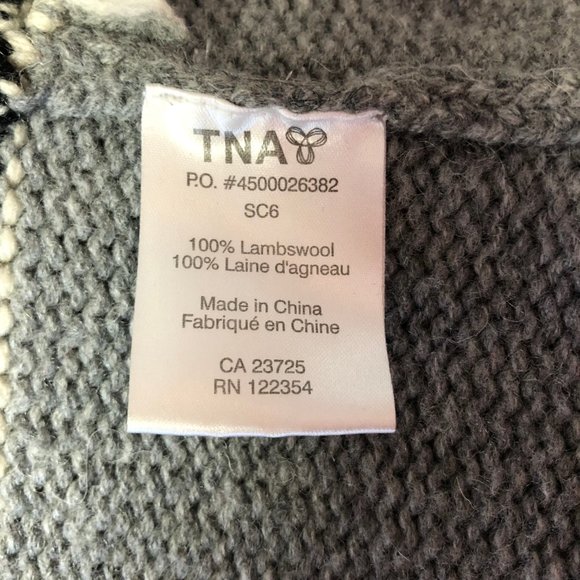 TNA
P.O. #4500026382
SC6
100% Lambswool
100% Laine d'agneau
Made in China
Fabriqué en Chine
CA 23725
RN 122354